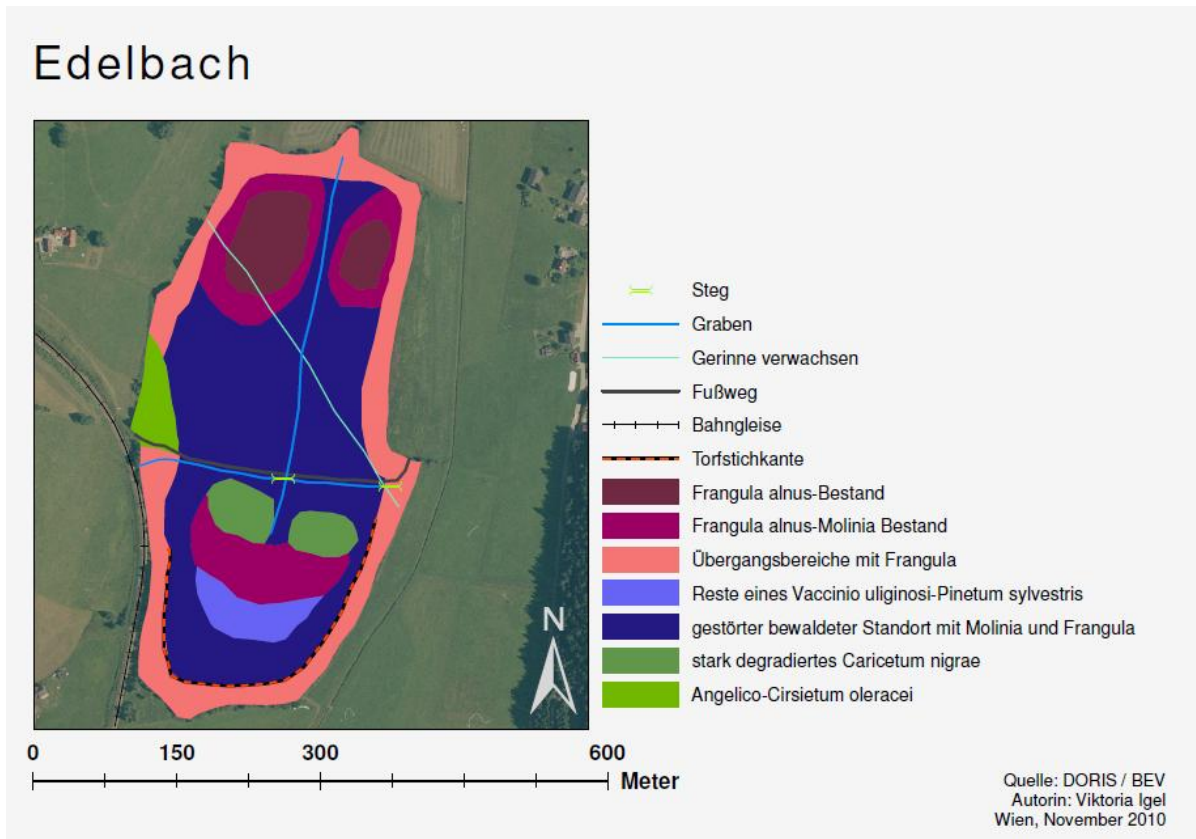 Edelbach
Steg
Graben
Gerinne verwachsen
Fußweg
Bahngleise
Torfstichkante
Frangula alnus-Bestand
Frangula alnus-Molinia Bestand
Übergangsbereiche mit Frangula
Reste eines Vaccinio uliginosi-Pinetum sylvestris
gestörter bewaldeter Standort mit Molinia und Frangula
stark degradiertes Caricetum nigrae
Angelico-Cirsietum oleracei
N
0 150 300 600
Meter
Quelle: DORIS / BEV
Autorin: Viktoria Igel
Wien, November 2010